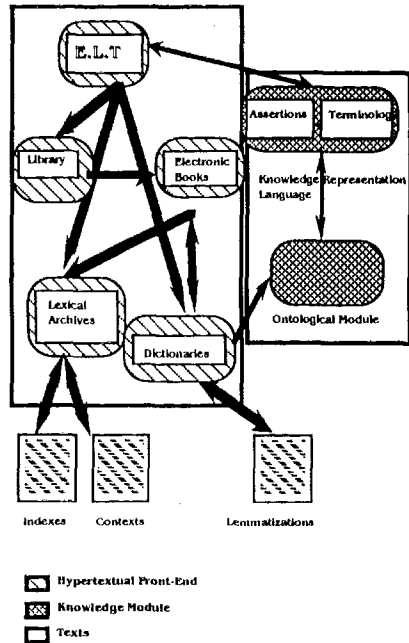 E.L.T
Assertions
Terminolog
Library
Electronic
Books
Knowledge Representation
Language
Lexical
Archives
Dictionaries
Ontological Module
Indexes
Contexts
Lemmatizations
Hypertextual Front-End
Knowledge Module
Texts